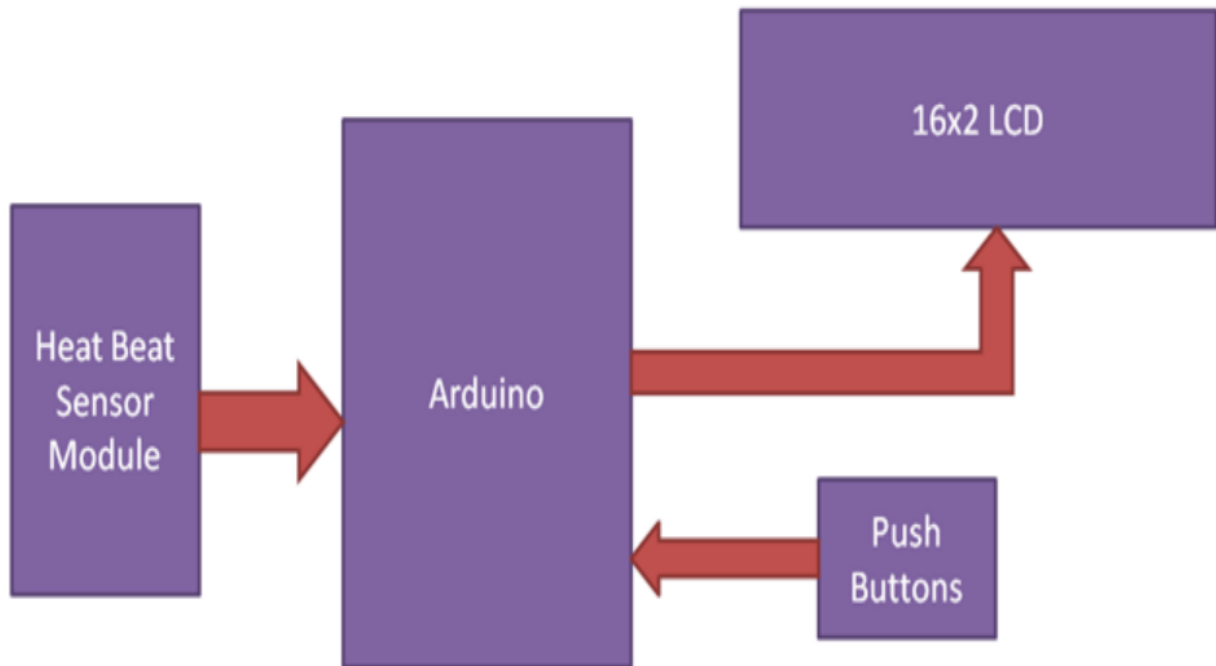 16x2 LCD
Heat Beat
Sensor
Module
Arduino
Push
Buttons